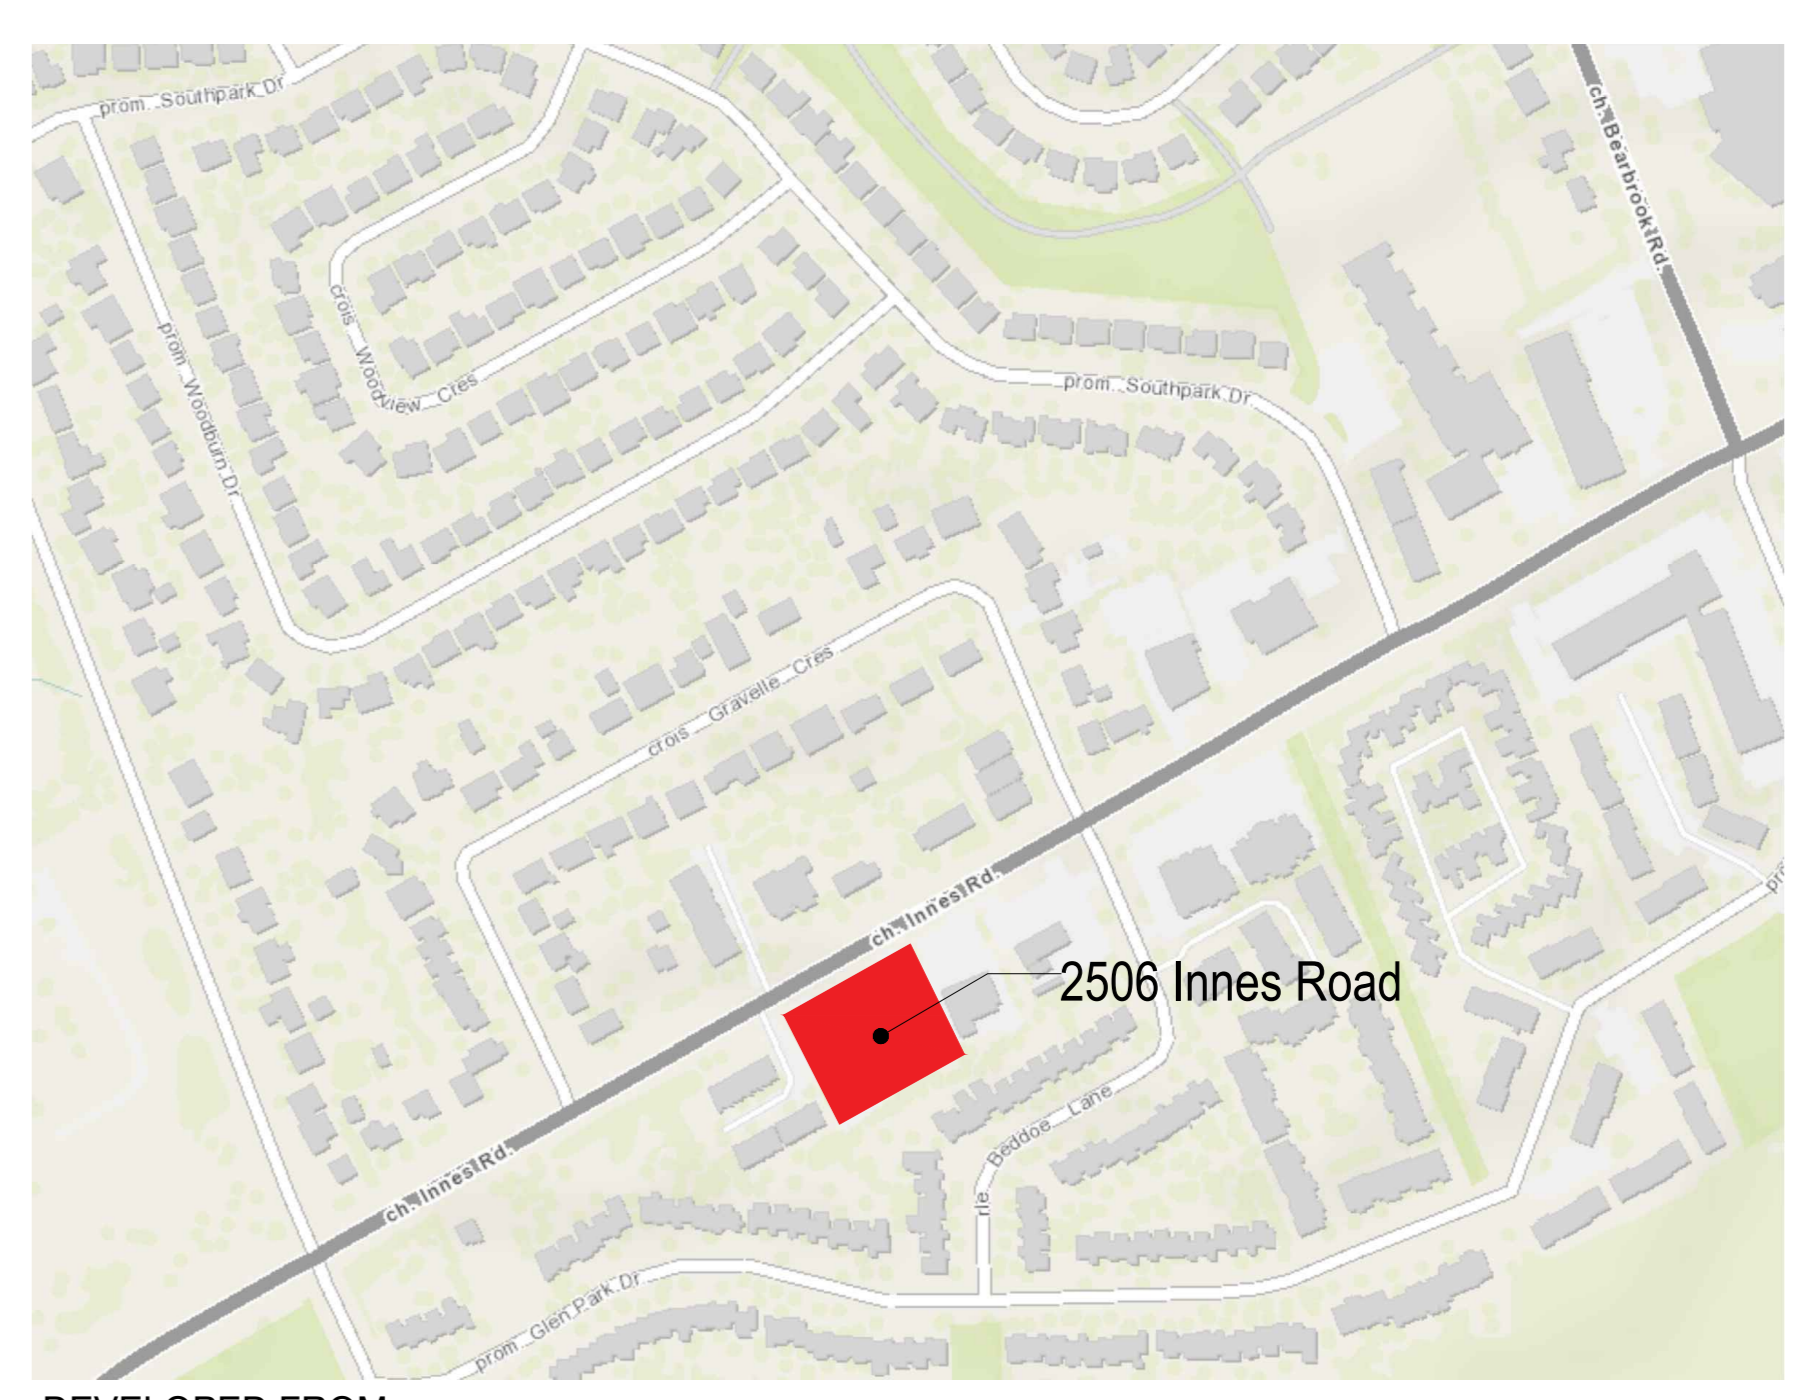 prom. Southpark Dr
ch. Bearbrook Rd.
crois Woodview Cres
prom Woodburn Dr
prom. Southpark Dr
crois Gravelle Cres
ch. Innes Rd.
2506 Innes Road
Beddoe Lane
rle
ch. Innes Rd.
prom Glen Park Dr